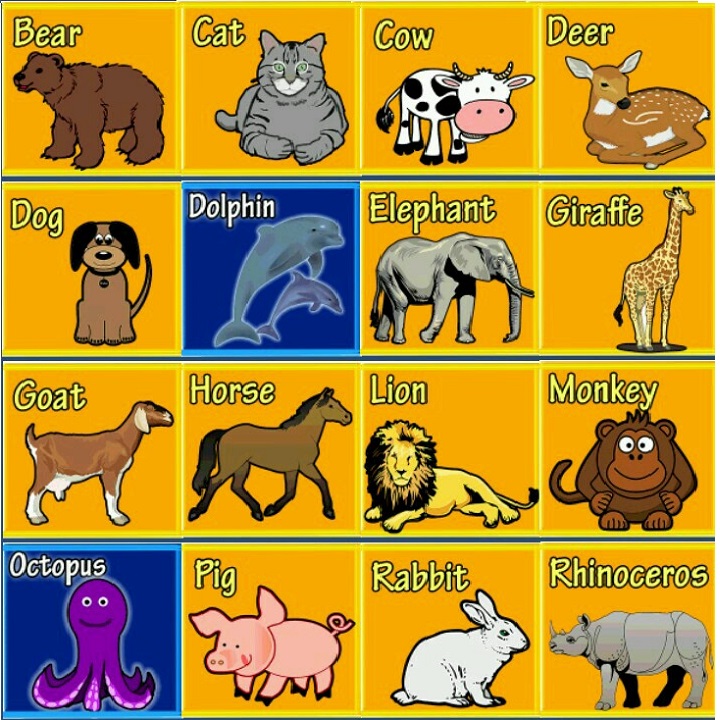 Bear
Cat
Cow
Deer
Dog
Dolphin
Elephant
Giraffe
Goat
Horse
Lion
Monkey
Octopus
Pig
Rabbit
Rhinoceros